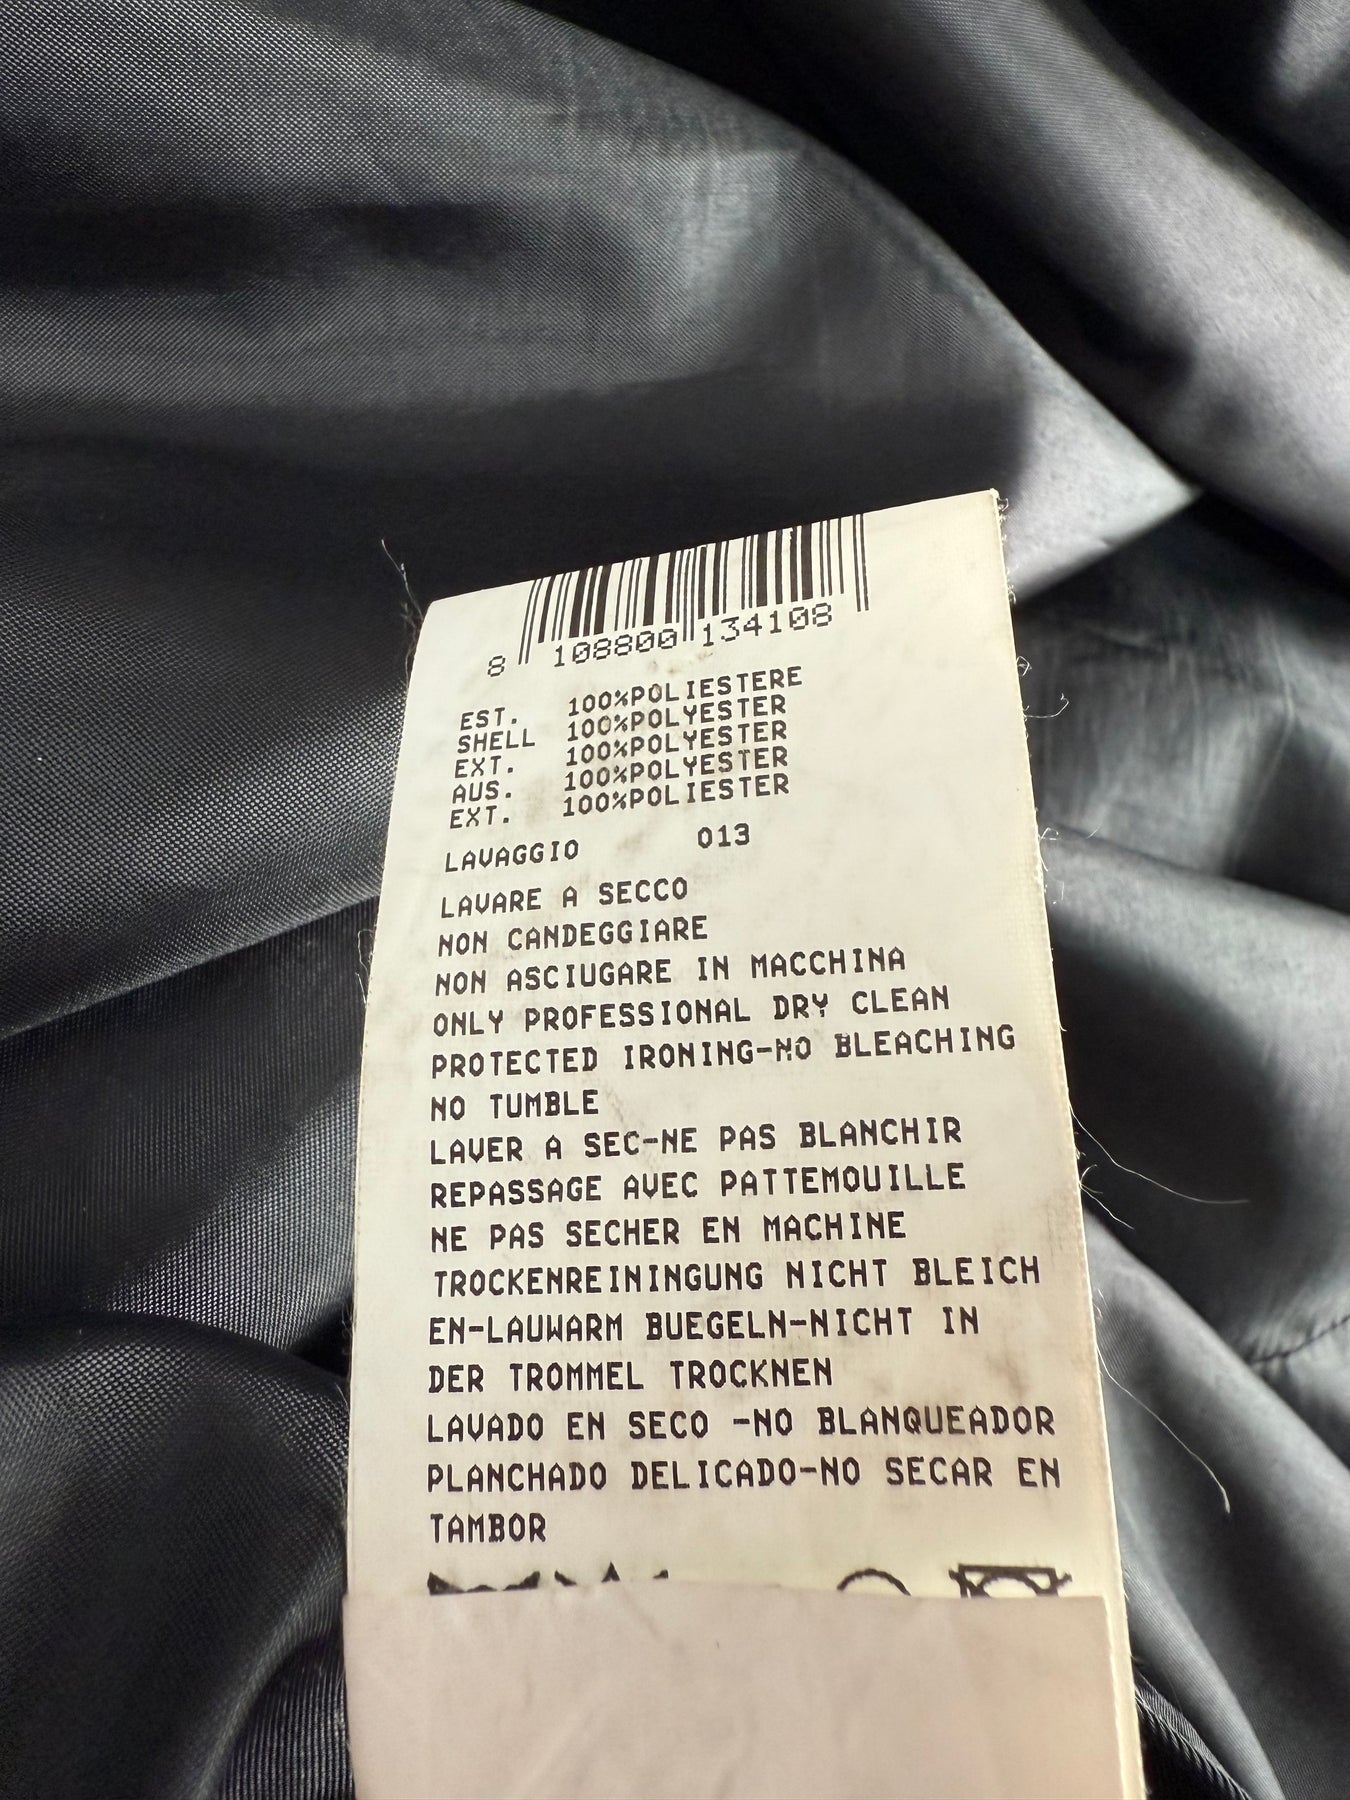 8 108800 134108
EST. 100%POLIESTERE
SHELL 100%POLYESTER
EXT. 100%POLYESTER
AUS. 100%POLYESTER
EXT. 100%POLIESTER
LAVAGGIO 013
LAVARE A SECCO
NON CANDEGGIARE
NON ASCIUGARE IN MACCHINA
ONLY PROFESSIONAL DRY CLEAN
PROTECTED IRONING-NO BLEACHING
NO TUMBLE
LAVER A SEC-NE PAS BLANCHIR
REPASSAGE AVEC PATTEMOUILLE
NE PAS SECHER EN MACHINE
TROCKENREININGUNG NICHT BLEICH
EN-LAUWARM BUEGELN-NICHT IN
DER TROMMEL TROCKNEN
LAVADO EN SECO -NO BLANQUEADOR
PLANCHADO DELICADO-NO SECAR EN
TAMBOR